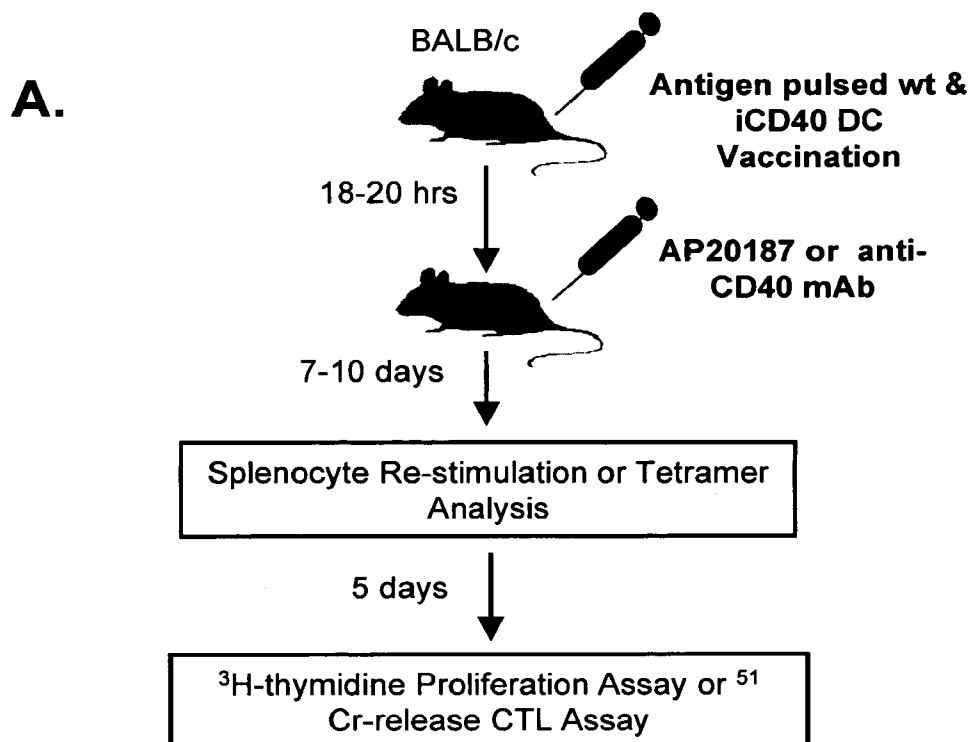 A.
BALB/c
Antigen pulsed wt &
iCD40 DC
Vaccination
18-20 hrs
AP20187 or anti-
CD40 mAb
7-10 days
Splenocyte Re-stimulation or Tetramer
Analysis
5 days
³H-thymidine Proliferation Assay or ⁵¹
Cr-release CTL Assay